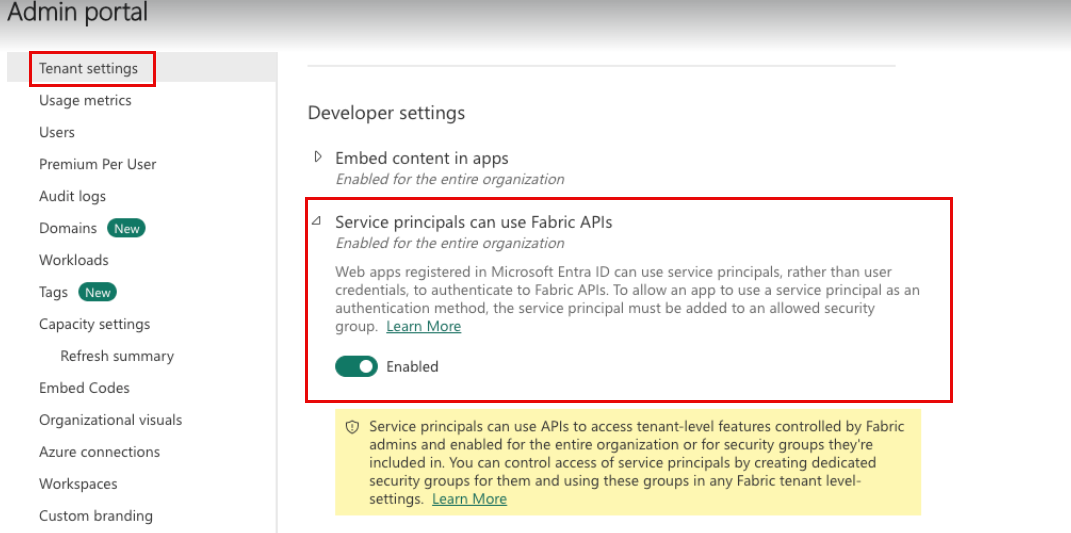 Admin portal
Tenant settings
Usage metrics
Users
Premium Per User
Audit logs
Domains New
Workloads
Tags New
Capacity settings
Refresh summary
Embed Codes
Organizational visuals
Azure connections
Workspaces
Custom branding
Developer settings
Embed content in apps
Enabled for the entire organization
Service principals can use Fabric APIs
Enabled for the entire organization
Web apps registered in Microsoft Entra ID can use service principals, rather than user
credentials, to authenticate to Fabric APIs. To allow an app to use a service principal as an
authentication method, the service principal must be added to an allowed security
group. Learn More
Enabled
Service principals can use APIs to access tenant-level features controlled by Fabric
admins and enabled for the entire organization or for security groups they're
included in. You can control access of service principals by creating dedicated
security groups for them and using these groups in any Fabric tenant level-
settings. Learn More